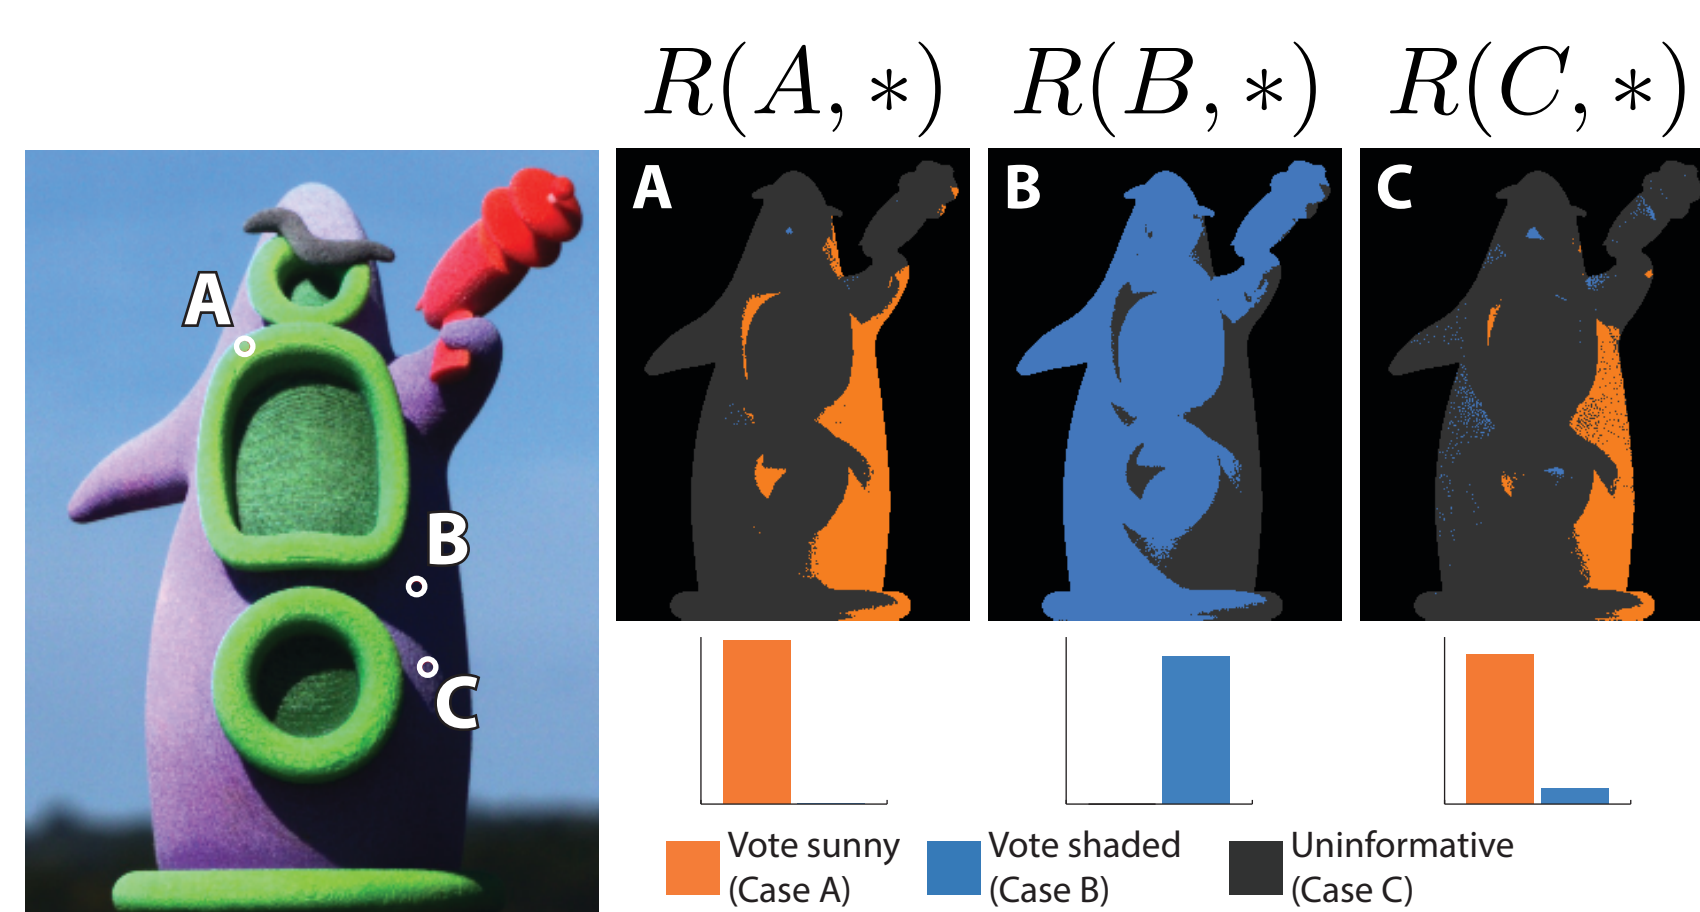 R(A, *) R(B, *) R(C, *)
A B C
A
B
C
Vote sunny Vote shaded Uninformative
(Case A) (Case B) (Case C)